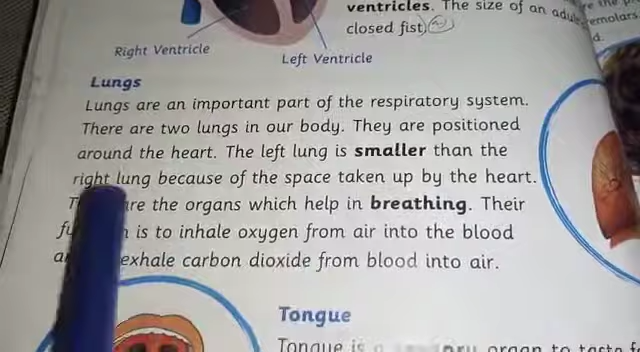 ventricles. The size of an adul
closed fist
Right Ventricle
Left Ventricle
Lungs
Lungs are an important part of the respiratory system.
There are two lungs in our body. They are positioned
around the heart. The left lung is smaller than the
right lung because of the space taken up by the heart.
are the organs which help in breathing. Their
is to inhale oxygen from air into the blood
exhale carbon dioxide from blood into air.
Tongue
Tongue is a organ to taste